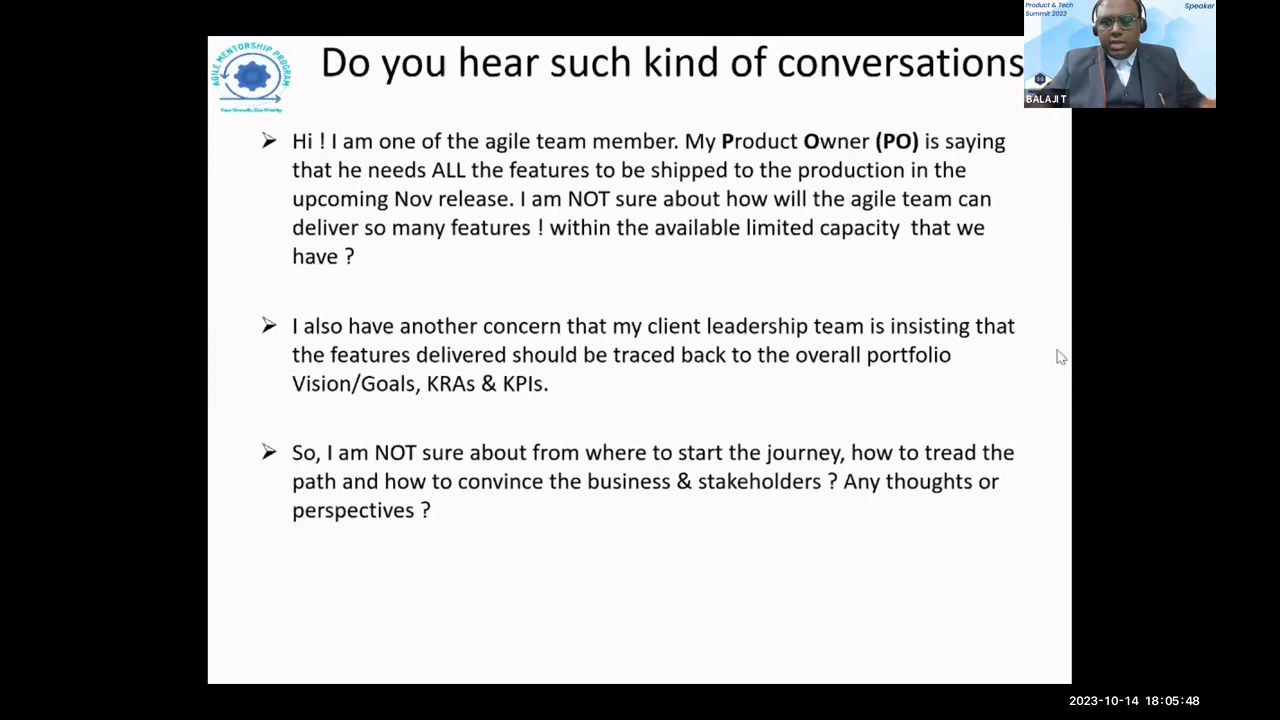 Product & Tech
Summit 2023
Speaker
BALAJI T
AGILE MENTORSHIP PROGRAM
Your Growth, Our Priority
Do you hear such kind of conversations
Hi ! I am one of the agile team member. My Product Owner (PO) is saying
that he needs ALL the features to be shipped to the production in the
upcoming Nov release. I am NOT sure about how will the agile team can
deliver so many features ! within the available limited capacity that we
have ?
I also have another concern that my client leadership team is insisting that
the features delivered should be traced back to the overall portfolio
Vision/Goals, KRAs & KPIs.
So, I am NOT sure about from where to start the journey, how to tread the
path and how to convince the business & stakeholders ? Any thoughts or
perspectives ?
2023-10-14 18:05:48